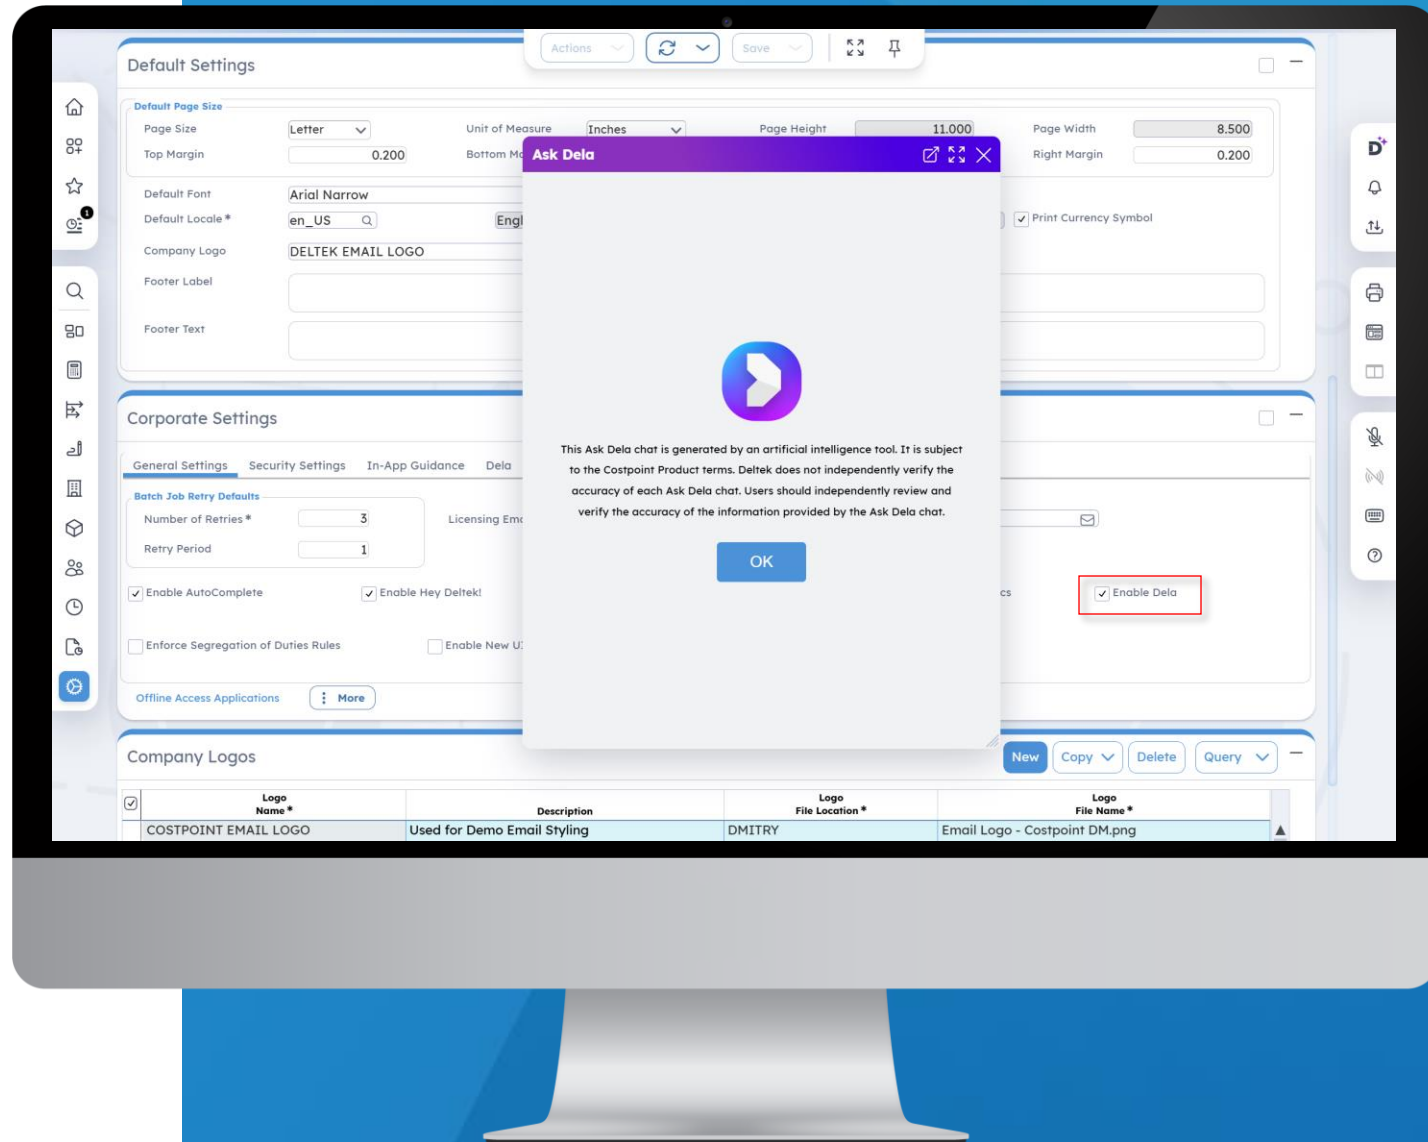 Actions
Save
Default Settings
Default Page Size
Page Size Letter Unit of Measure Inches Page Height 11.000 Page Width 8.500
Top Margin 0.200 Bottom Right Margin 0.200
Default Font Arial Narrow
Default Locale * en_US Print Currency Symbol
Company Logo DELTEK EMAIL LOGO
Footer Label
Footer Text
1
D
Ask Dela
This Ask Dela chat is generated by an artificial intelligence tool. It is subject
to the Costpoint Product terms. Deltek does not independently verify the
accuracy of each Ask Dela chat. Users should independently review and
verify the accuracy of the information provided by the Ask Dela chat.
OK
Corporate Settings
General Settings Security Settings In-App Guidance Dela
Batch Job Retry Defaults
Number of Retries * 3 Licensing
Retry Period 1
Enable AutoComplete Enable Hey Deltek! Enable Dela
Enforce Segregation of Duties Rules Enable New
Offline Access Applications More
Company Logos New Copy Delete Query
Logo
Name *
Description
Logo
File Location *
Logo
File Name *
COSTPOINT EMAIL LOGO Used for Demo Email Styling DMITRY Email Logo - Costpoint DM.png